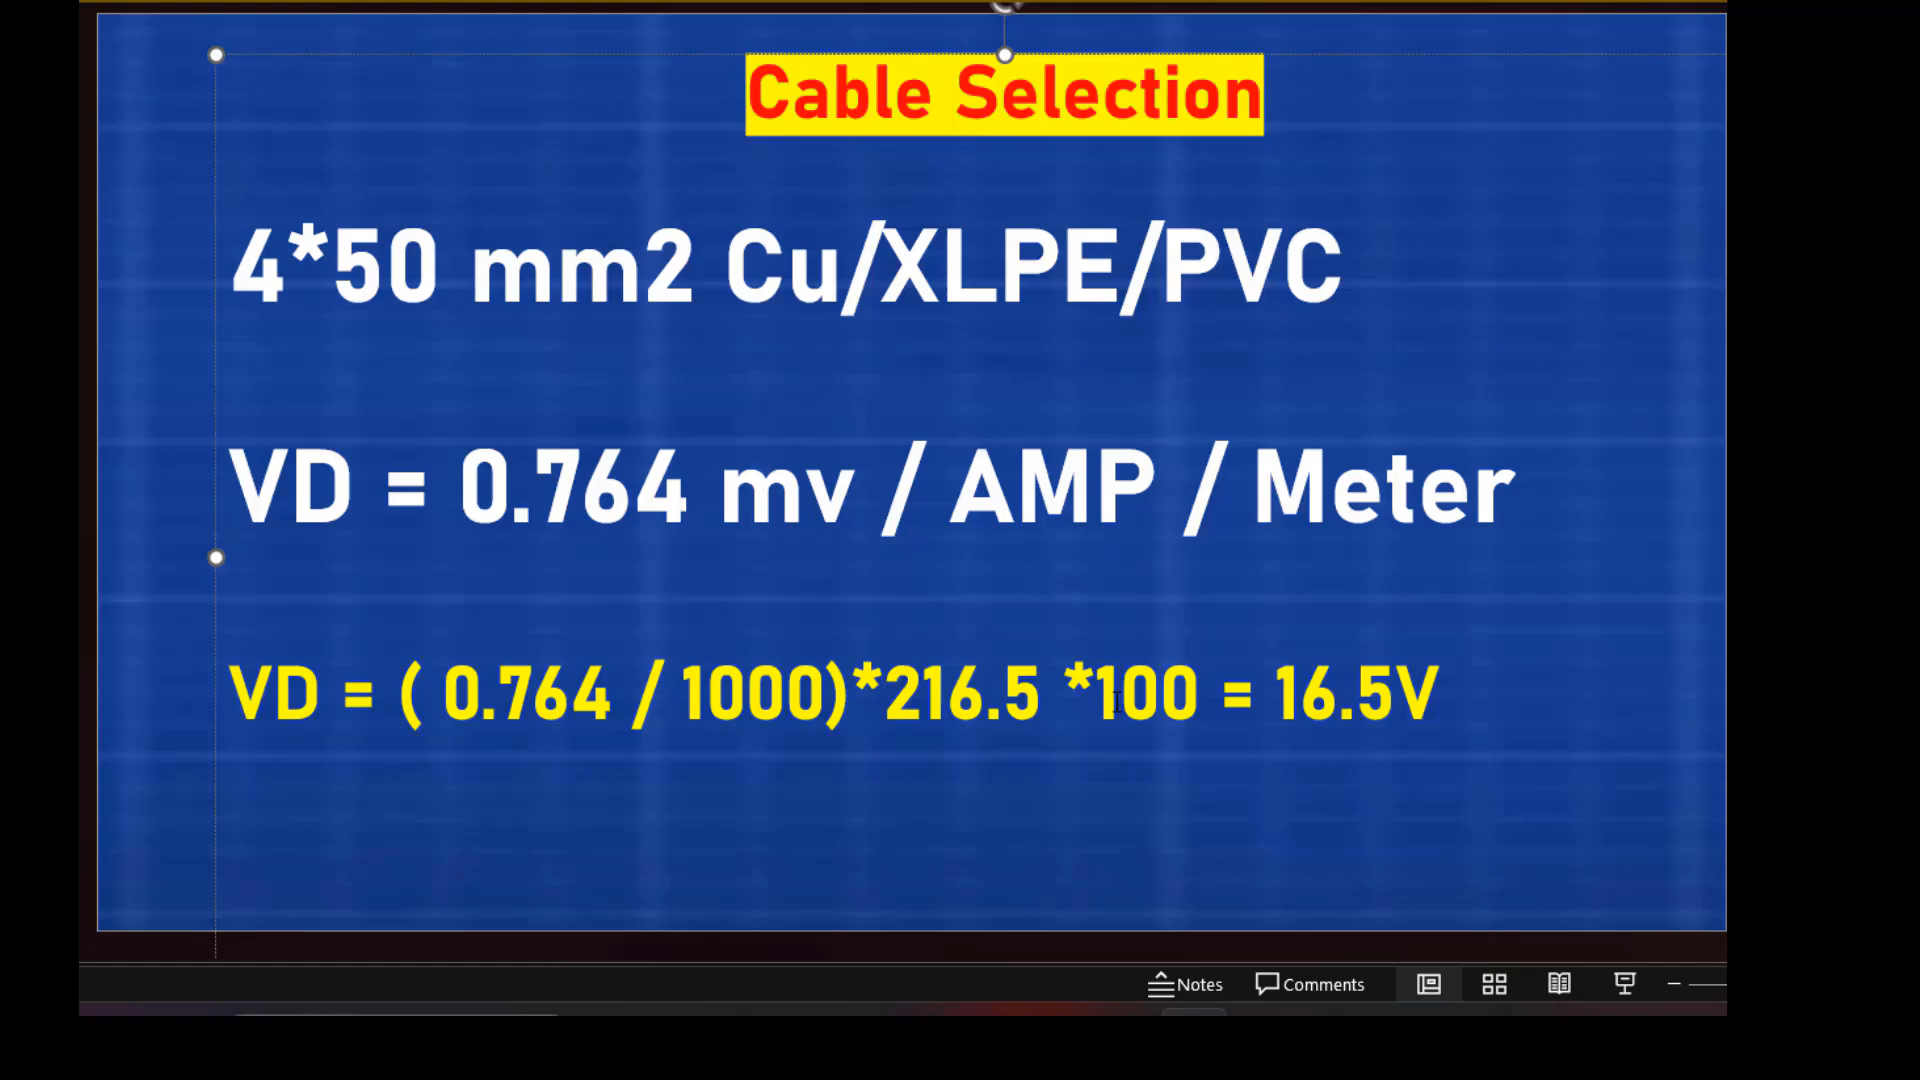 Cable Selection
4*50 mm2 Cu/XLPE/PVC
VD = 0.764 mv / AMP / Meter
VD = ( 0.764 / 1000)*216.5 *100 = 16.5V
Notes Comments